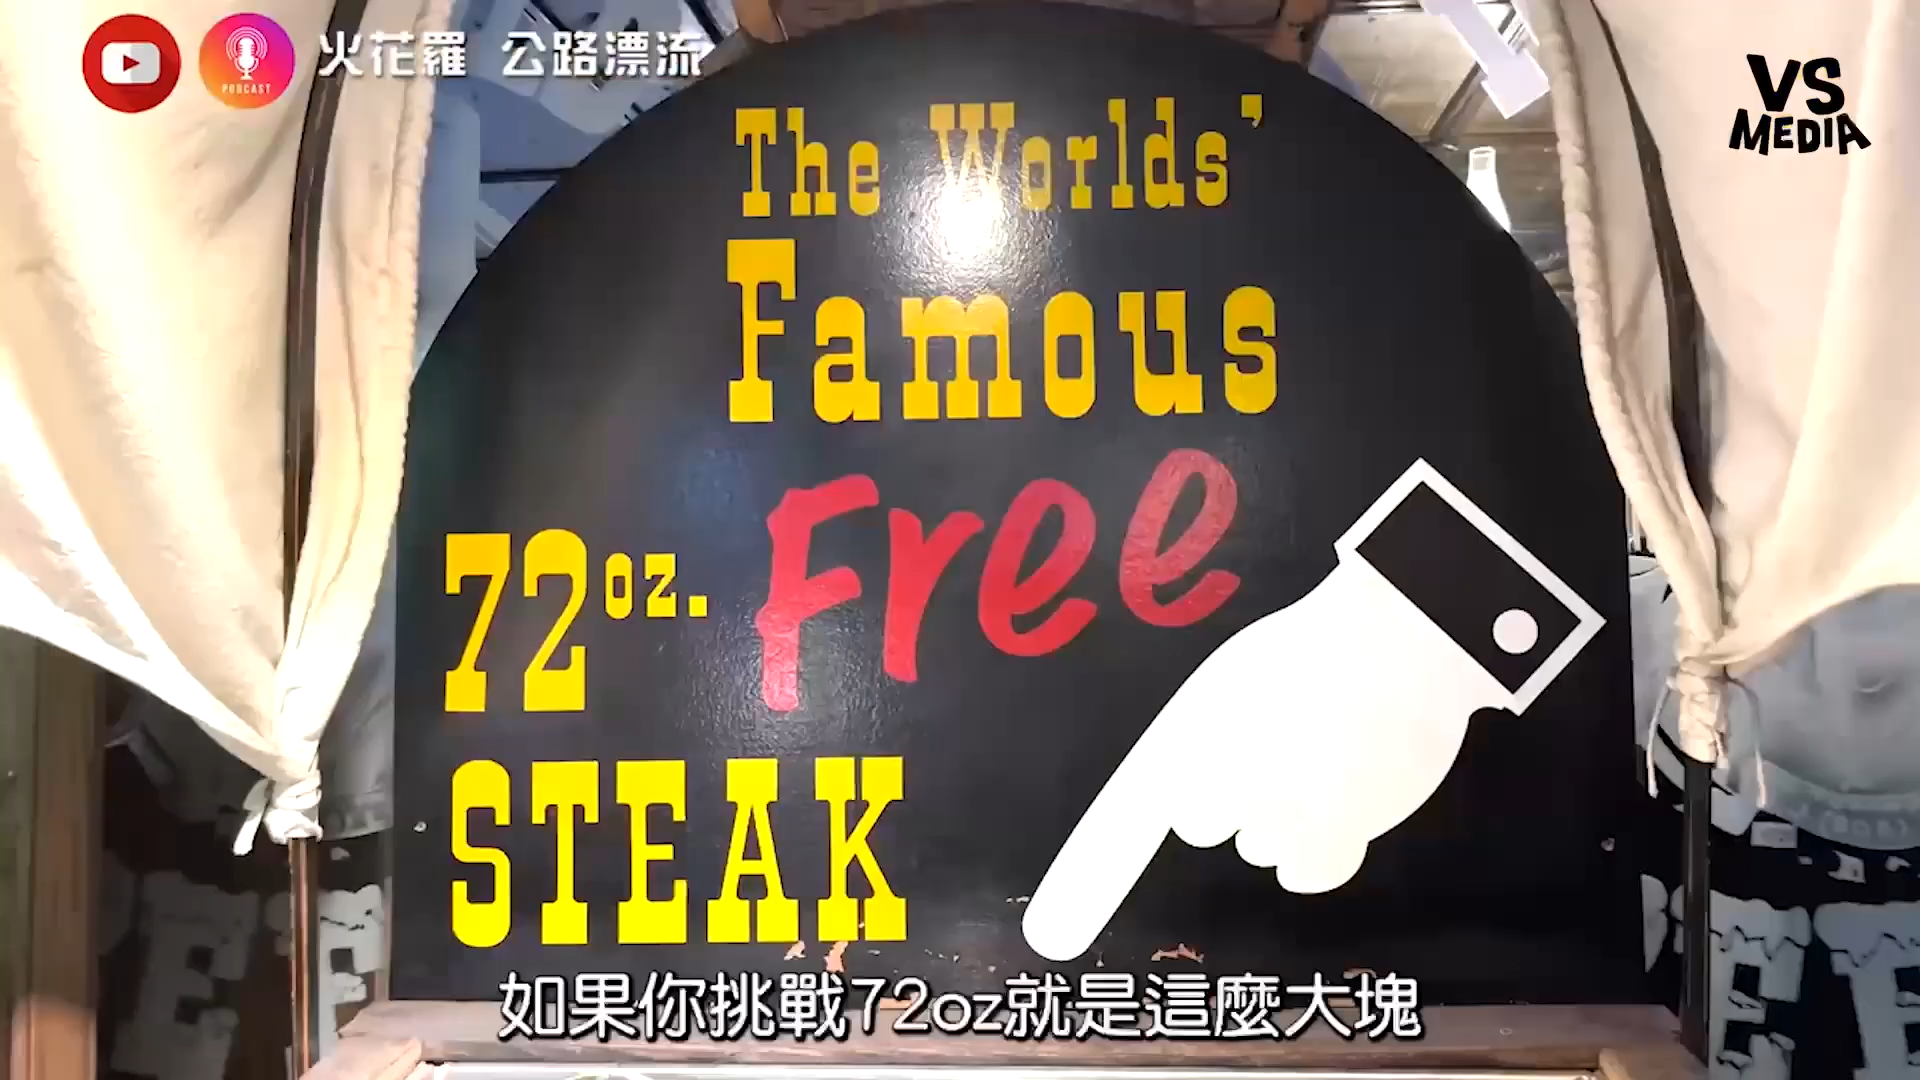 火花羅 公路漂流
PODCAST
VS
MEDIA
The Worlds’
Famous
Free
72oz.
STEAK
如果你挑戰72oz就是這麼大塊